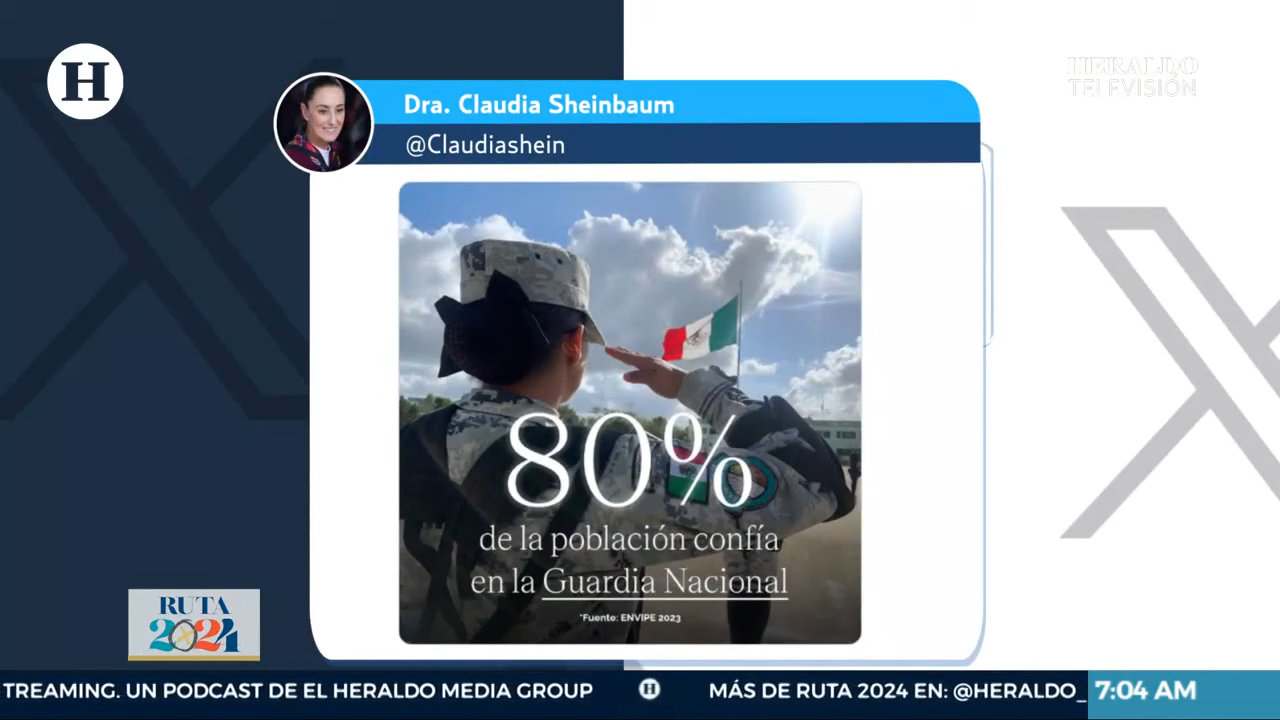 H
HERALDO
TELEVISIÓN
Dra. Claudia Sheinbaum
@Claudiashein
80%
de la población confía
en la Guardia Nacional
*Fuente: ENVIPE 2023
RUTA
2024
TREAMING. UN PODCAST DE EL HERALDO MEDIA GROUP H MÁS DE RUTA 2024 EN: @HERALDO_ 7:04 AM